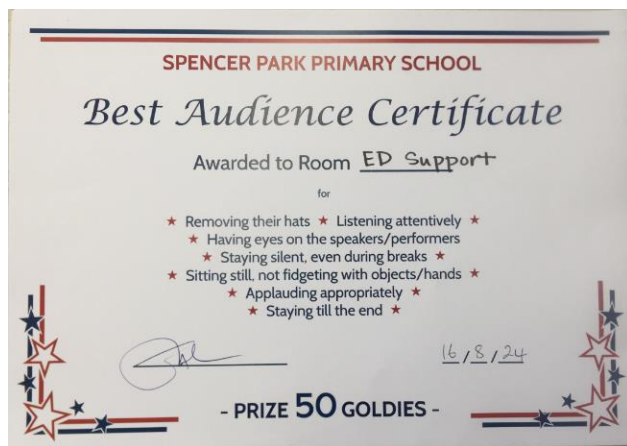 SPENCER PARK PRIMARY SCHOOL
Best Audience Certificate
Awarded to Room ED Support
for
★ Removing their hats ★ Listening attentively ★
★ Having eyes on the speakers/performers
★ Staying silent, even during breaks ★
★ Sitting still, not fidgeting with objects/hands ★
★ Applauding appropriately ★
★ Staying till the end ★
16/8/24
- PRIZE 50 GOLDIES -